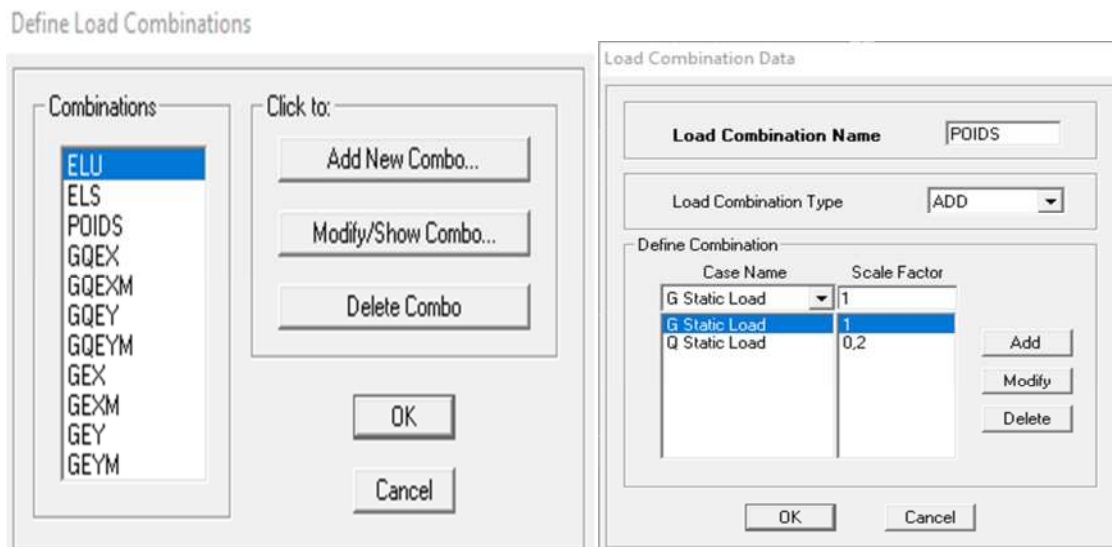 Define Load Combinations
Combinations
ELU
ELS
POIDS
GQEX
GQEXM
GQEY
GQEYM
GEX
GEXM
GEY
GEYM
Click to:
Add New Combo...
Modify/Show Combo...
Delete Combo
OK
Cancel
Load Combination Data
Load Combination Name POIDS
Load Combination Type ADD
Define Combination
Case Name Scale Factor
G Static Load 1
G Static Load 1
Q Static Load 0,2
Add
Modify
Delete
OK Cancel